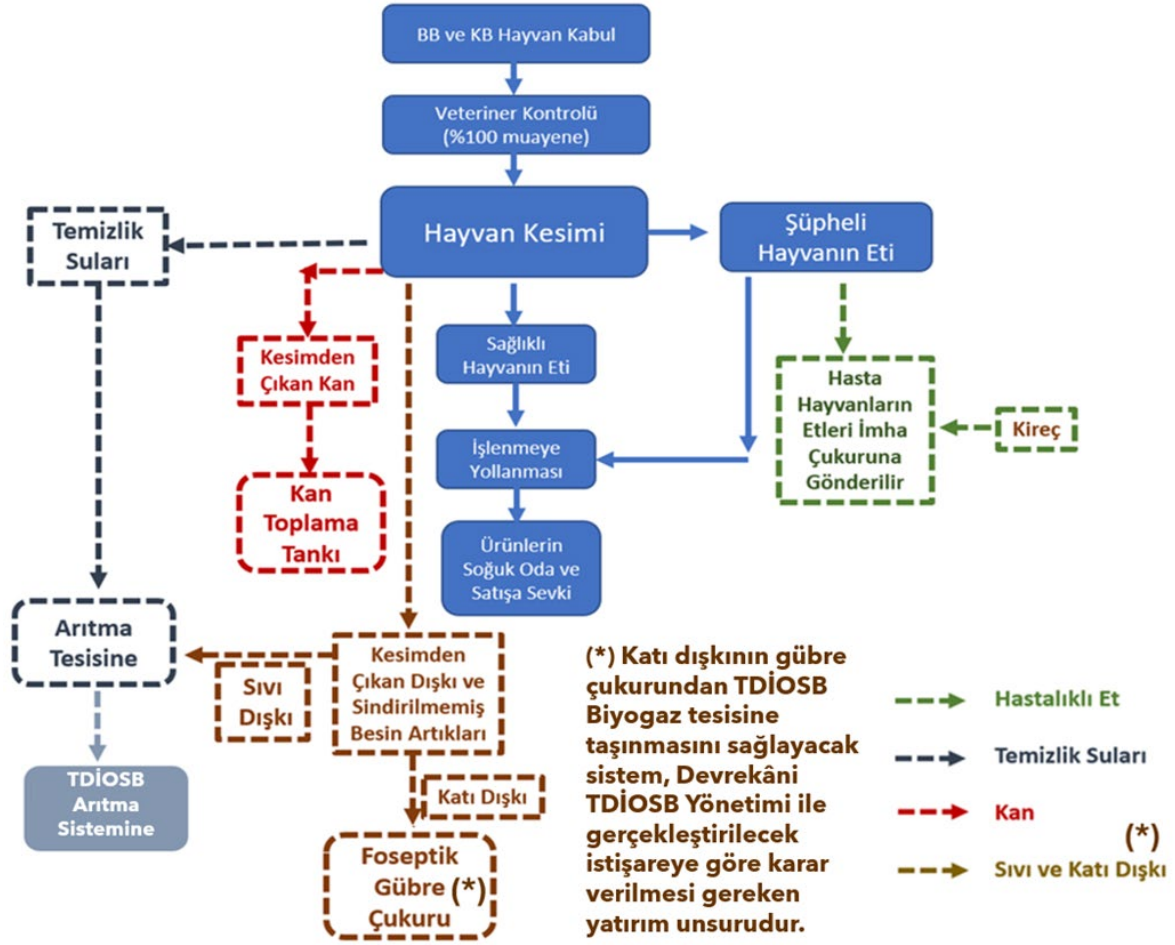 BB ve KB Hayvan Kabul
Veteriner Kontrolü
(%100 muayene)
Hayvan Kesimi
Şüpheli
Hayvanın Eti
Temizlik
Suları
Kesimden
Çıkan Kan
Sağlıklı
Hayvanın Eti
Hasta
Hayvanların
Etleri İmha
Çukuruna
Gönderilir
Kireç
İşlenmeye
Yollanması
Kan
Toplama
Tankı
Ürünlerin
Soğuk Oda ve
Satışa Sevki
Arıtma
Tesisine
Sıvı
Dışkı
Kesimden
Çıkan Dışkı ve
Sindirilmemiş
Besin Artıkları
TDİOSB
Arıtma
Sistemine
Katı Dışkı
Foseptik
Gübre (*)
Çukuru
(*) Katı dışkının gübre
çukurundan TDİOSB
Biyogaz tesisine
taşınmasını sağlayacak
sistem, Devrekâni
TDİOSB Yönetimi ile
gerçekleştirilecek
istişareye göre karar
verilmesi gereken
yatırım unsurudur.
Hastalıklı Et
Temizlik Suları
Kan
(*)
Sıvı ve Katı Dışkı